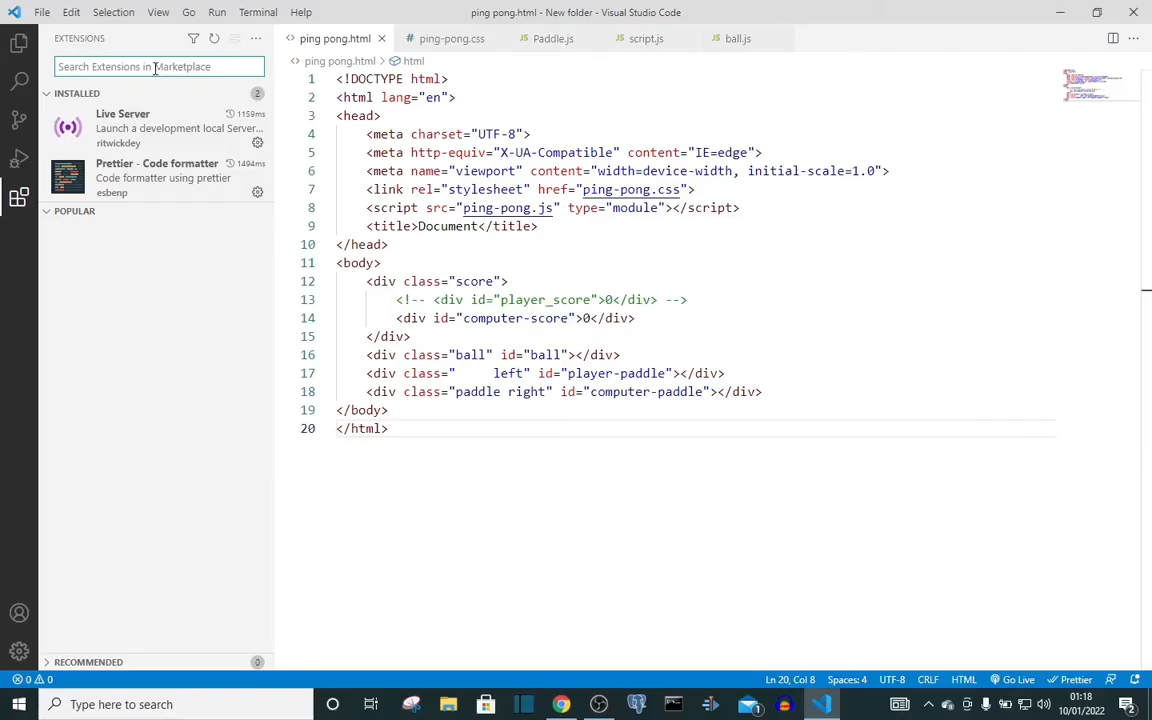 File Edit Selection View Go Run Terminal Help ping pong.html - New folder - Visual Studio Code
EXTENSIONS
Search Extensions in Marketplace
INSTALLED 2
Live Server 1159ms
Launch a development local Server...
ritwickdey
Prettier - Code formatter 1494ms
Code formatter using prettier
esbenp
POPULAR
RECOMMENDED 0
ping pong.html # ping-pong.css JS Paddle.js JS script.js JS ball.js
ping pong.html > html
1 <!DOCTYPE html>
2 <html lang="en">
3 <head>
4 <meta charset="UTF-8">
5 <meta http-equiv="X-UA-Compatible" content="IE=edge">
6 <meta name="viewport" content="width=device-width, initial-scale=1.0">
7 <link rel="stylesheet" href="ping-pong.css">
8 <script src="ping-pong.js" type="module"></script>
9 <title>Document</title>
10 </head>
11 <body>
12 <div class="score">
13 <!-- <div id="player_score">0</div> -->
14 <div id="computer-score">0</div>
15 </div>
16 <div class="ball" id="ball"></div>
17 <div class=" left" id="player-paddle"></div>
18 <div class="paddle right" id="computer-paddle"></div>
19 </body>
20 </html>
0 0 Ln 20, Col 8 Spaces: 4 UTF-8 CRLF HTML Go Live Prettier
Type here to search 1 01:18
10/01/2022 2